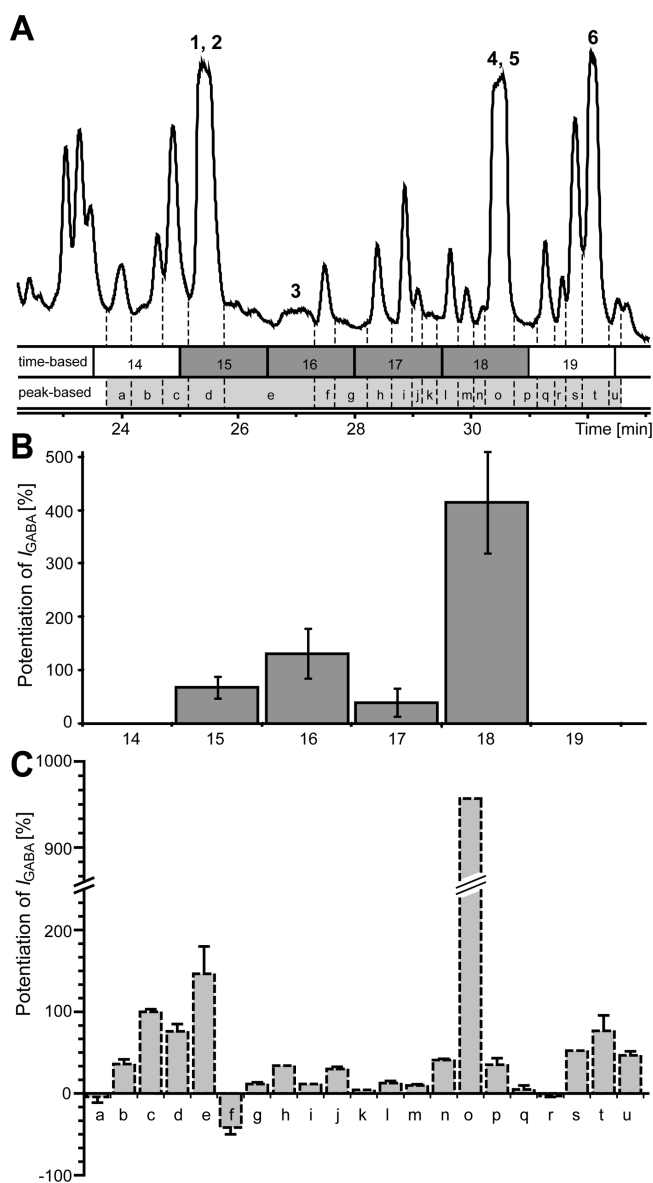 A
1, 2
3
4, 5
6
time-based 14 15 16 17 18 19
peak-based a b c d e f g h i j k l m n o p q r s t u
24 26 28 30 Time [min]
B
Potentiation of IGABA [%]
500
400
300
200
100
0
14 15 16 17 18 19
C
Potentiation of IGABA [%]
1000
900
200
100
0
-100
a b c d e f g h i j k l m n o p q r s t u